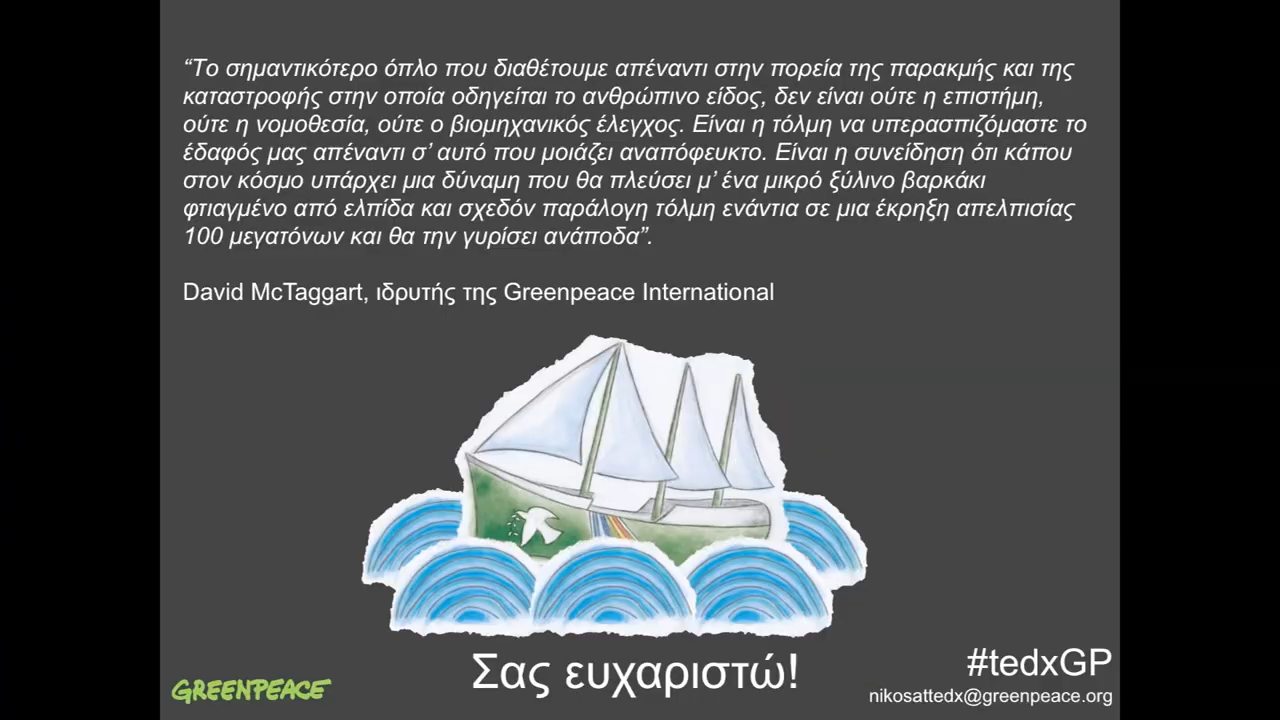 “Το σημαντικότερο όπλο που διαθέτουμε απέναντι στην πορεία της παρακμής και της
καταστροφής στην οποία οδηγείται το ανθρώπινο είδος, δεν είναι ούτε η επιστήμη,
ούτε η νομοθεσία, ούτε ο βιομηχανικός έλεγχος. Είναι η τόλμη να υπερασπιζόμαστε το
έδαφός μας απέναντι σ’ αυτό που μοιάζει αναπόφευκτο. Είναι η συνείδηση ότι κάπου
στον κόσμο υπάρχει μια δύναμη που θα πλεύσει μ’ ένα μικρό ξύλινο βαρκάκι
φτιαγμένο από ελπίδα και σχεδόν παράλογη τόλμη ενάντια σε μια έκρηξη απελπισίας
100 μεγατόνων και θα την γυρίσει ανάποδα”.
David McTaggart, ιδρυτής της Greenpeace International
GREENPEACE
Σας ευχαριστώ!
#tedxGP
nikosattedx@greenpeace.org